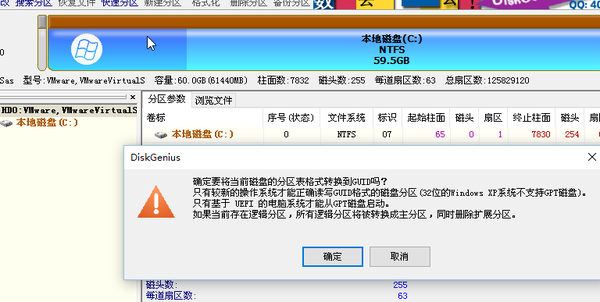 搜索分区 恢复文件 快速分区 新建分区 格式化 删除分区 备份分区
QQ: 40
本地磁盘(C:)
NTFS
59.5GB
Sas 型号:VMware,VMwareVirtualS 容量:60.0GB(61440MB) 柱面数:7832 磁头数:255 每道扇区数:63 总扇区数:125829120
HD0:VMware,VMwareVirtualS
本地磁盘(C:)
分区参数 浏览文件
卷标 序号(状态) 文件系统 标识 起始柱面 磁头 扇区 终止柱面 磁头 扇
本地磁盘(C:) 0 NTFS 07 65 0 1 7830 254
DiskGenius
确定要将当前磁盘的分区表格式转换到GUID吗?
只有较新的操作系统才能正确读写GUID格式的磁盘分区(32位的Windows XP系统不支持GPT磁盘)。
只有基于 UEFI 的电脑系统才能从GPT磁盘启动。
如果当前存在逻辑分区,所有逻辑分区将被转换成主分区,同时删除扩展分区。
确定 取消
磁头数: 255
每道扇区数: 63